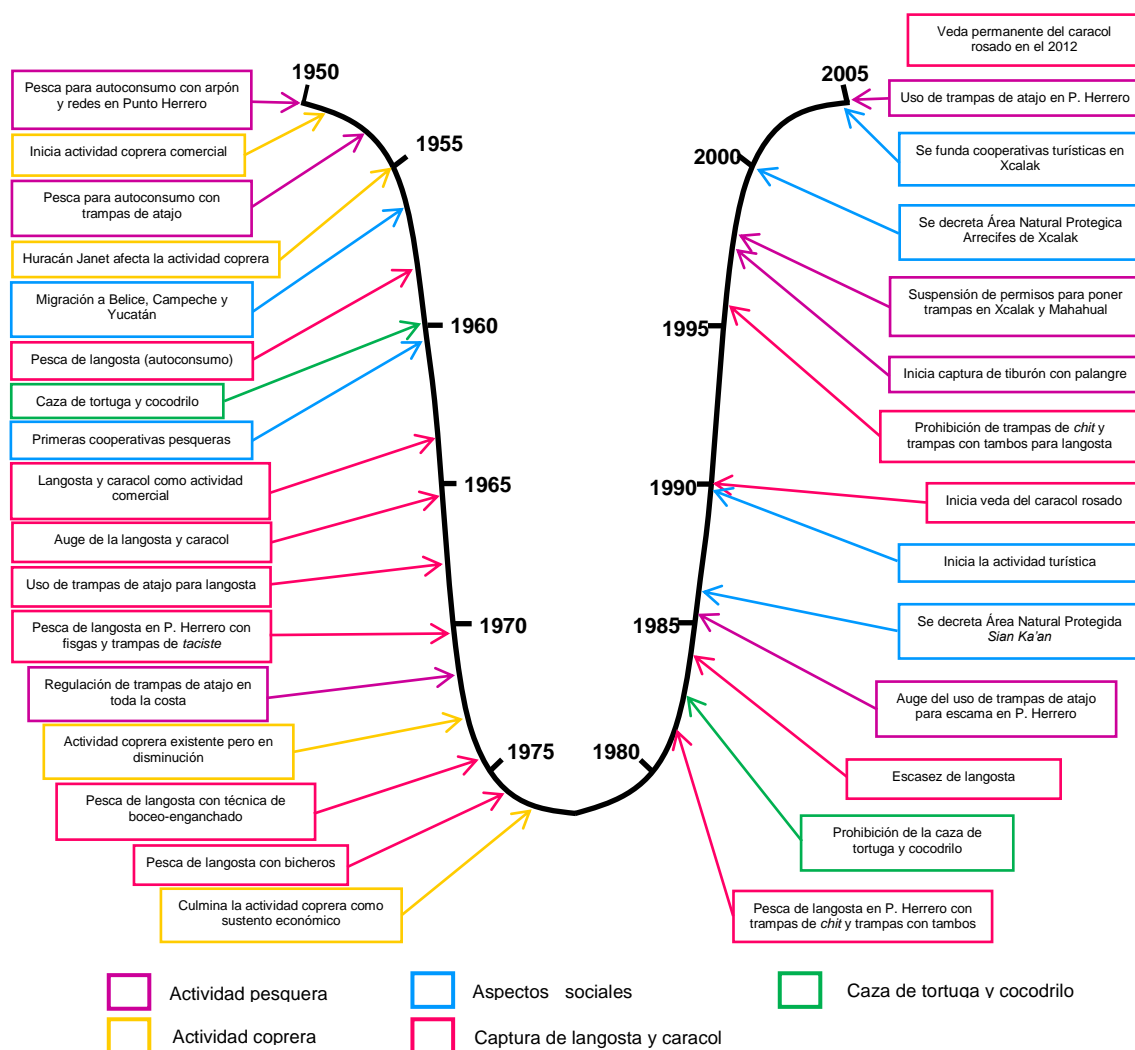 1950
Pesca para autoconsumo con arpón
y redes en Punto Herrero
Inicia actividad coprera comercial
1955
Pesca para autoconsumo con
trampas de atajo
Huracán Janet afecta la actividad coprera
Migración a Belice, Campeche y
Yucatán
1960
Pesca de langosta (autoconsumo)
Caza de tortuga y cocodrilo
Primeras cooperativas pesqueras
Langosta y caracol como actividad
comercial
1965
Auge de la langosta y caracol
Uso de trampas de atajo para langosta
Pesca de langosta en P. Herrero con
fisgas y trampas de taciste
1970
Regulación de trampas de atajo en
toda la costa
Actividad coprera existente pero en
disminución
1975
Pesca de langosta con técnica de
boceo-enganchado
Pesca de langosta con bicheros
Culmina la actividad coprera como
sustento económico
Veda permanente del caracol
rosado en el 2012
2005
Uso de trampas de atajo en P. Herrero
Se funda cooperativas turísticas en
Xcalak
2000
Se decreta Área Natural Protegica
Arrecifes de Xcalak
Suspensión de permisos para poner
trampas en Xcalak y Mahahual
1995
Inicia captura de tiburón con palangre
Prohibición de trampas de chit y
trampas con tambos para langosta
1990
Inicia veda del caracol rosado
Inicia la actividad turística
Se decreta Área Natural Protegida
Sian Ka'an
1985
Auge del uso de trampas de atajo
para escama en P. Herrero
Escasez de langosta
1980
Prohibición de la caza de
tortuga y cocodrilo
Pesca de langosta en P. Herrero con
trampas de chit y trampas con tambos
Actividad pesquera
Aspectos sociales
Caza de tortuga y cocodrilo
Actividad coprera
Captura de langosta y caracol